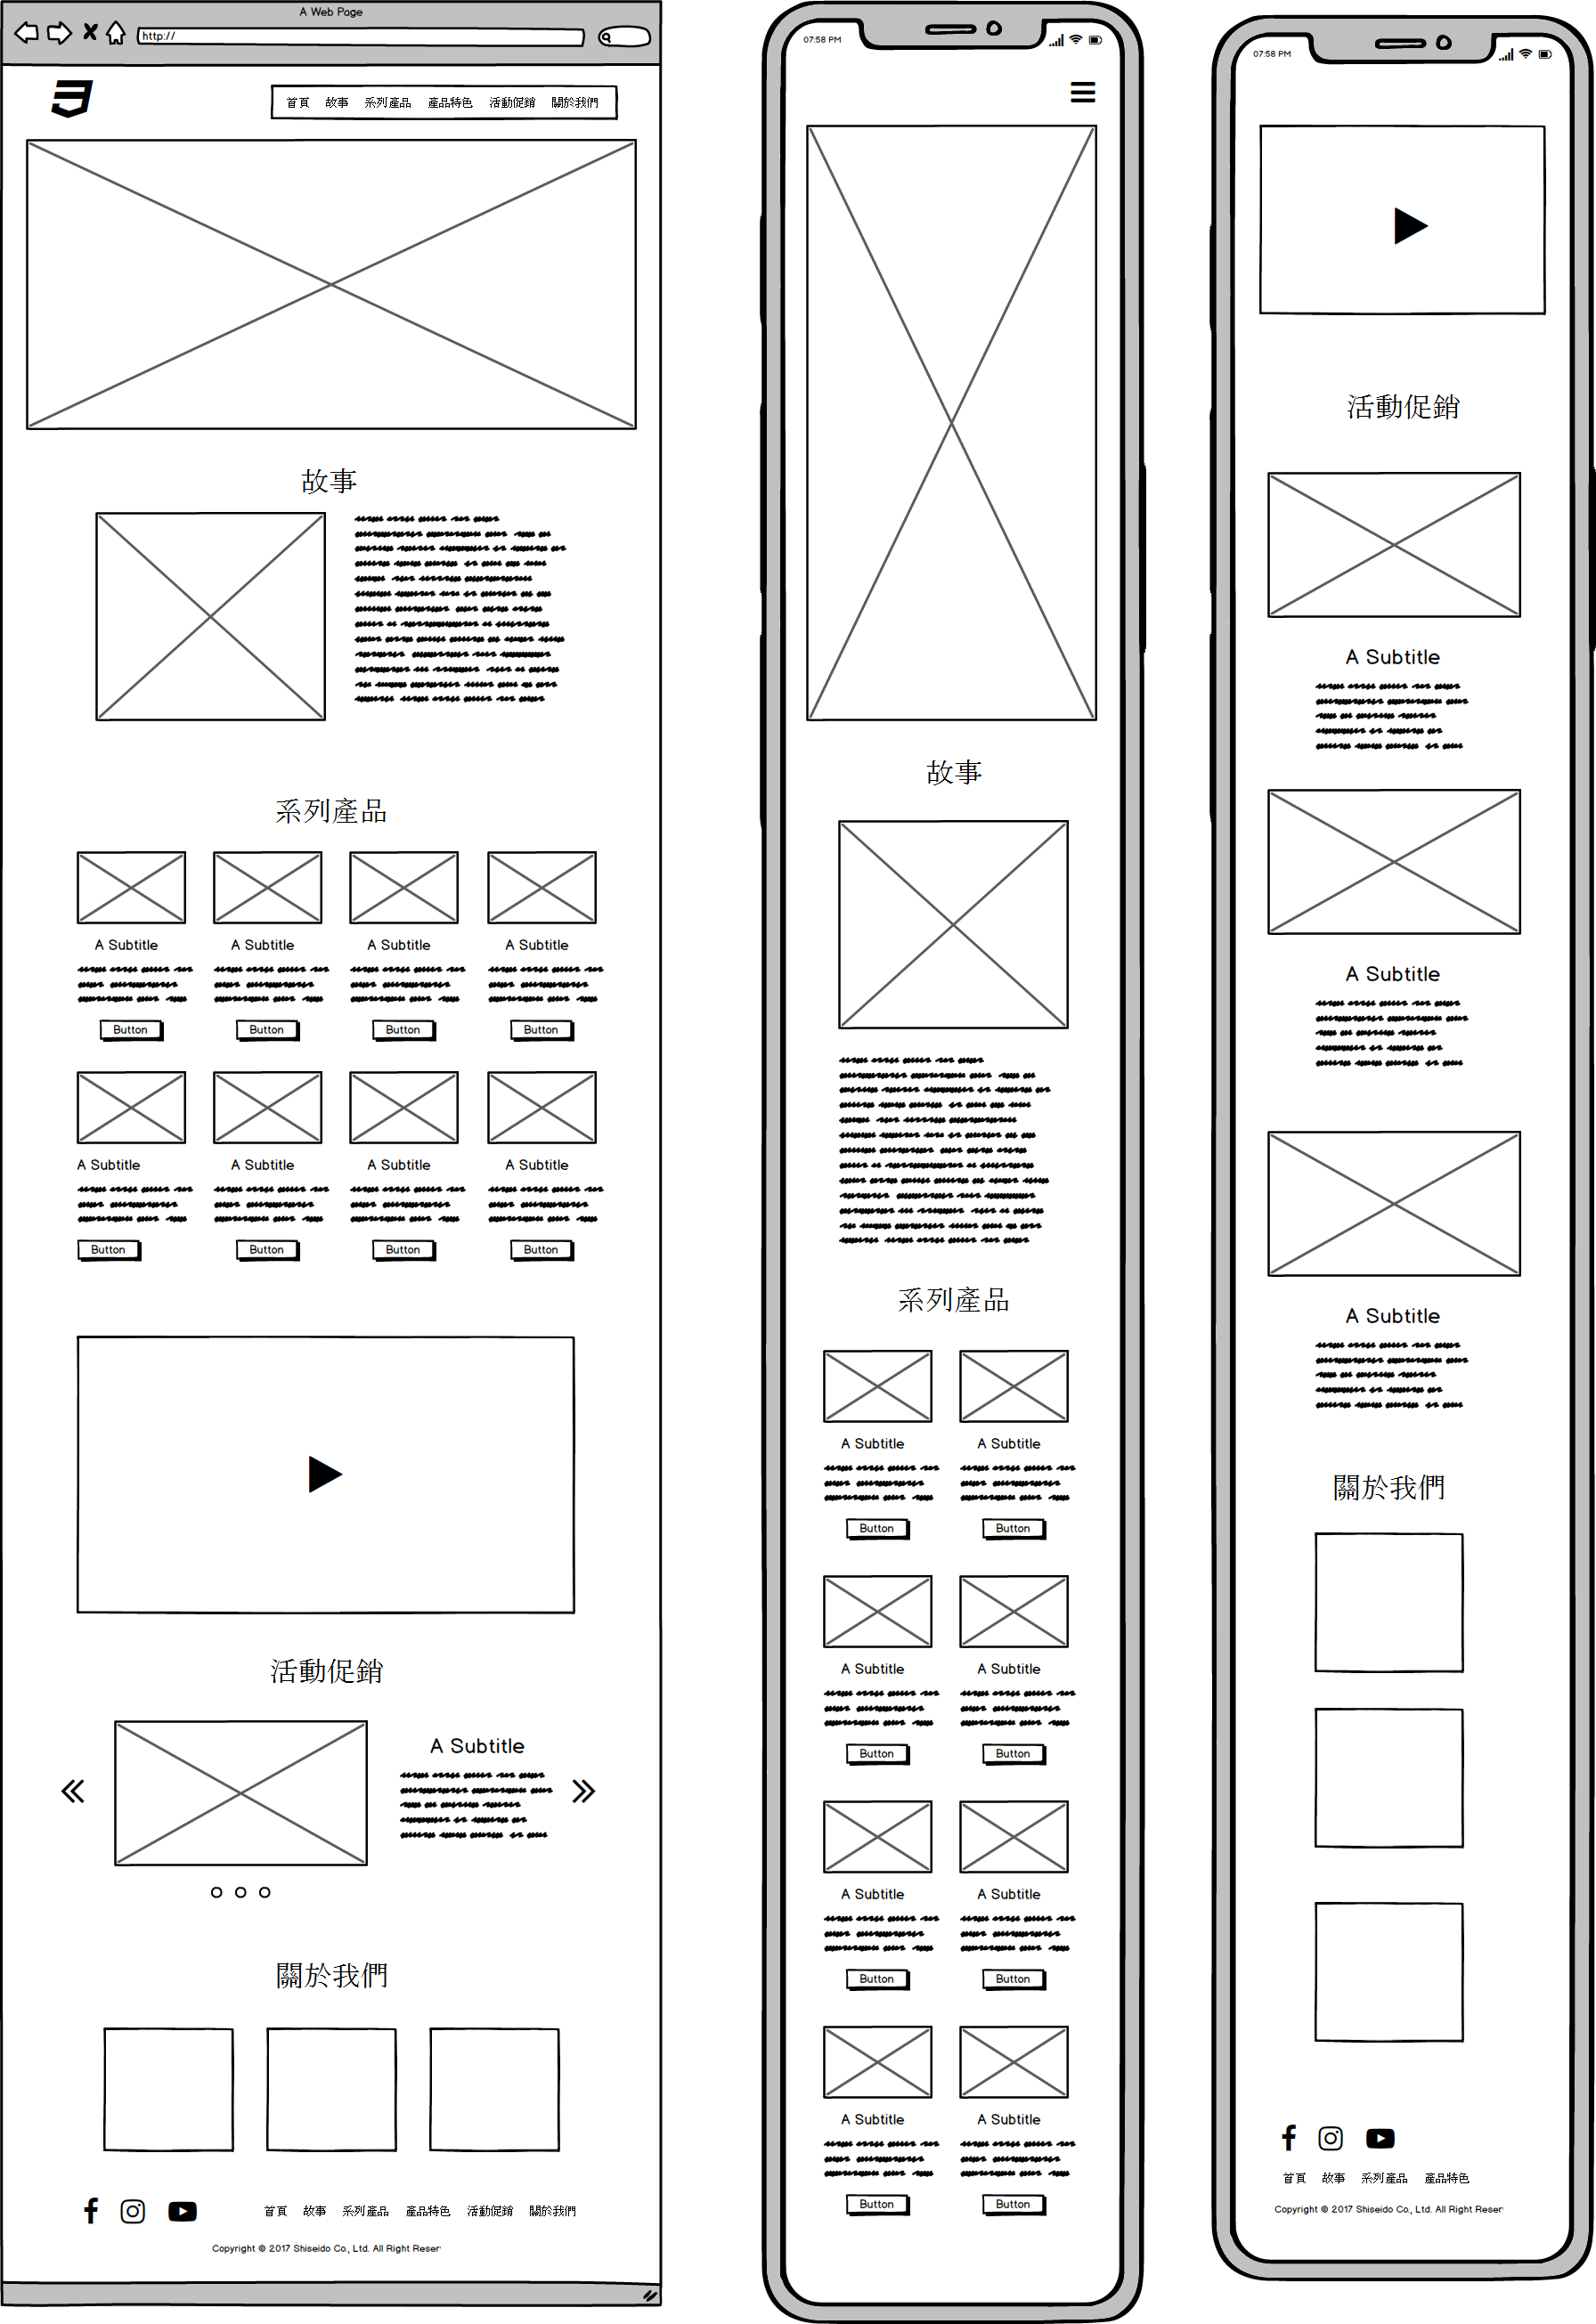 A Web Page
http://
首頁 故事 系列產品 產品特色 活動促銷 關於我們
故事
系列產品
A Subtitle A Subtitle A Subtitle A Subtitle
Button Button Button Button
A Subtitle A Subtitle A Subtitle A Subtitle
Button Button Button Button
活動促銷
A Subtitle
關於我們
首頁 故事 系列產品 產品特色 活動促銷 關於我們
Copyright © 2017 Shiseido Co., Ltd. All Right Reser
07:58 PM
故事
系列產品
A Subtitle A Subtitle
Button Button
A Subtitle A Subtitle
Button Button
A Subtitle A Subtitle
Button Button
A Subtitle A Subtitle
Button Button
07:58 PM
活動促銷
A Subtitle
A Subtitle
A Subtitle
關於我們
首頁 故事 系列產品 產品特色
Copyright © 2017 Shiseido Co., Ltd. All Right Reser